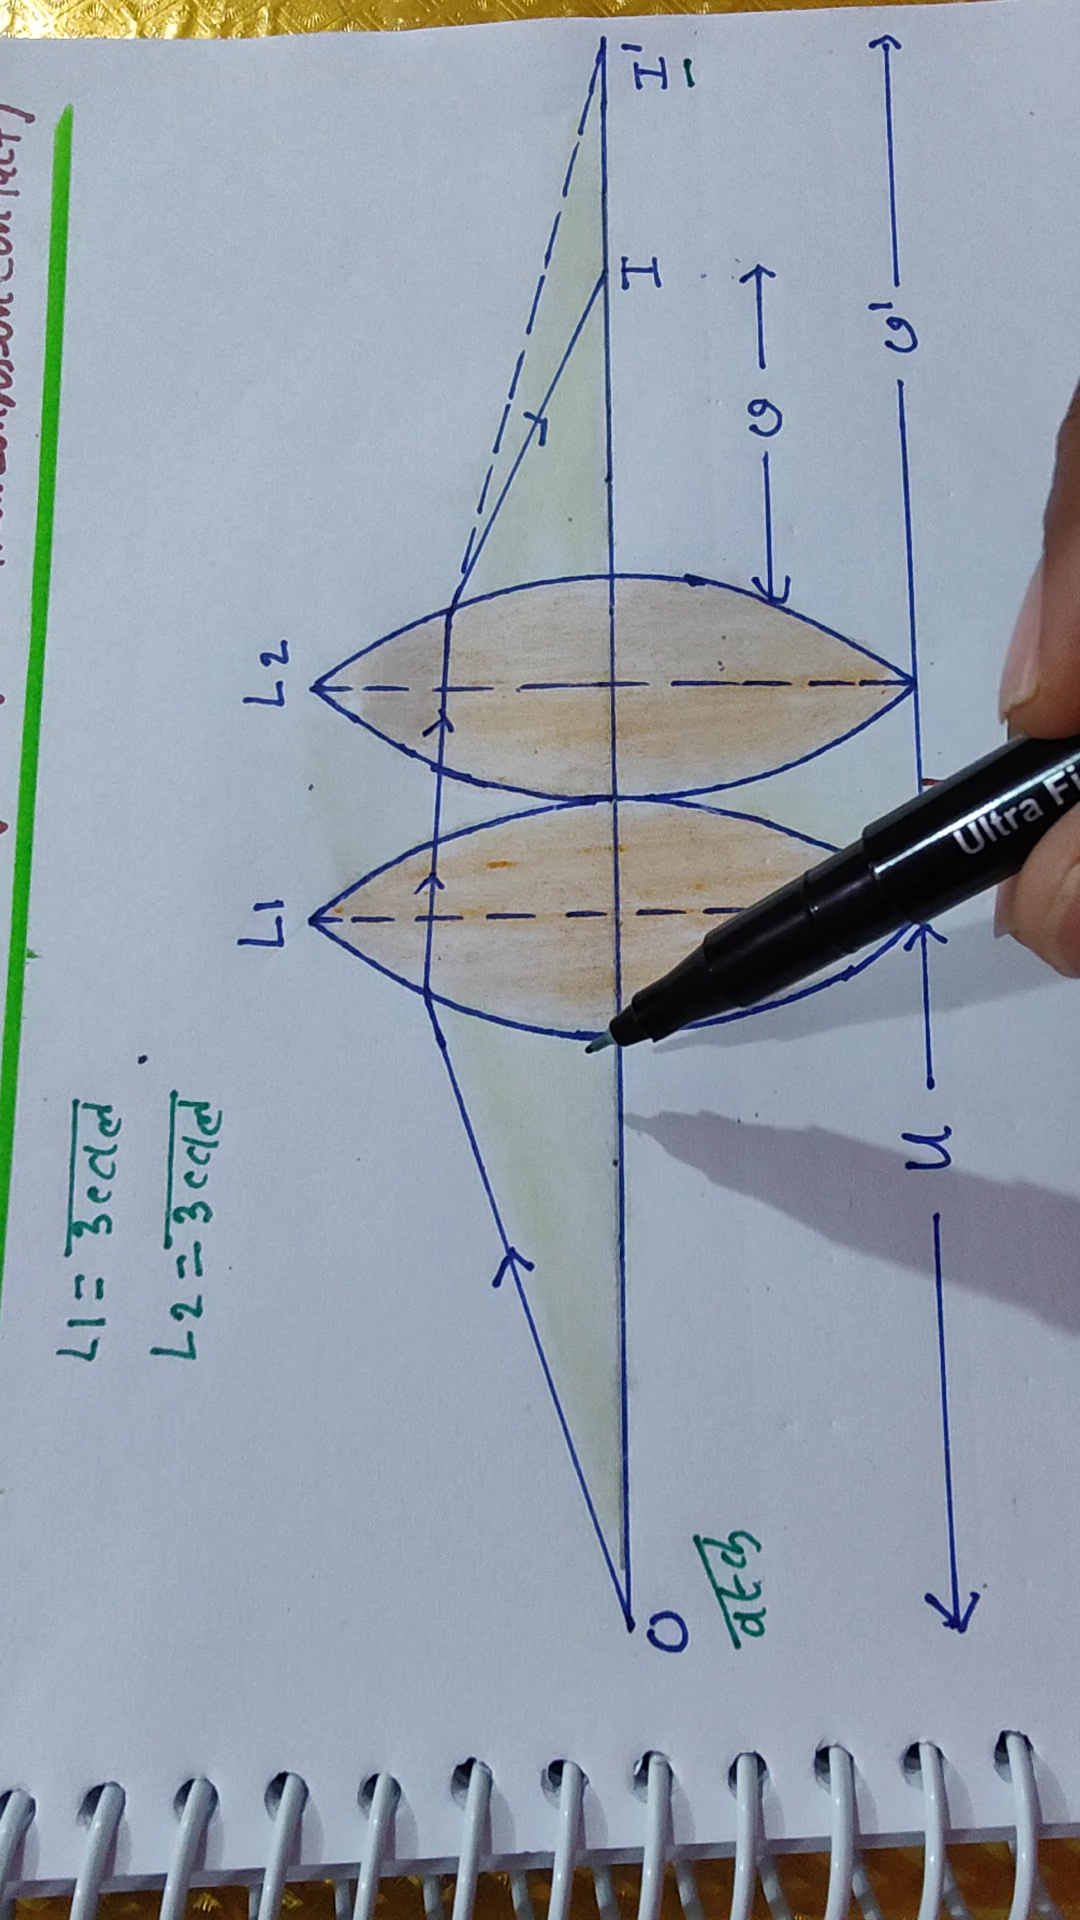 L1 = उत्तल
L2 = उत्तल
L1
L2
O
I
I'
वस्तु
u
v
v'
Ultra Fi